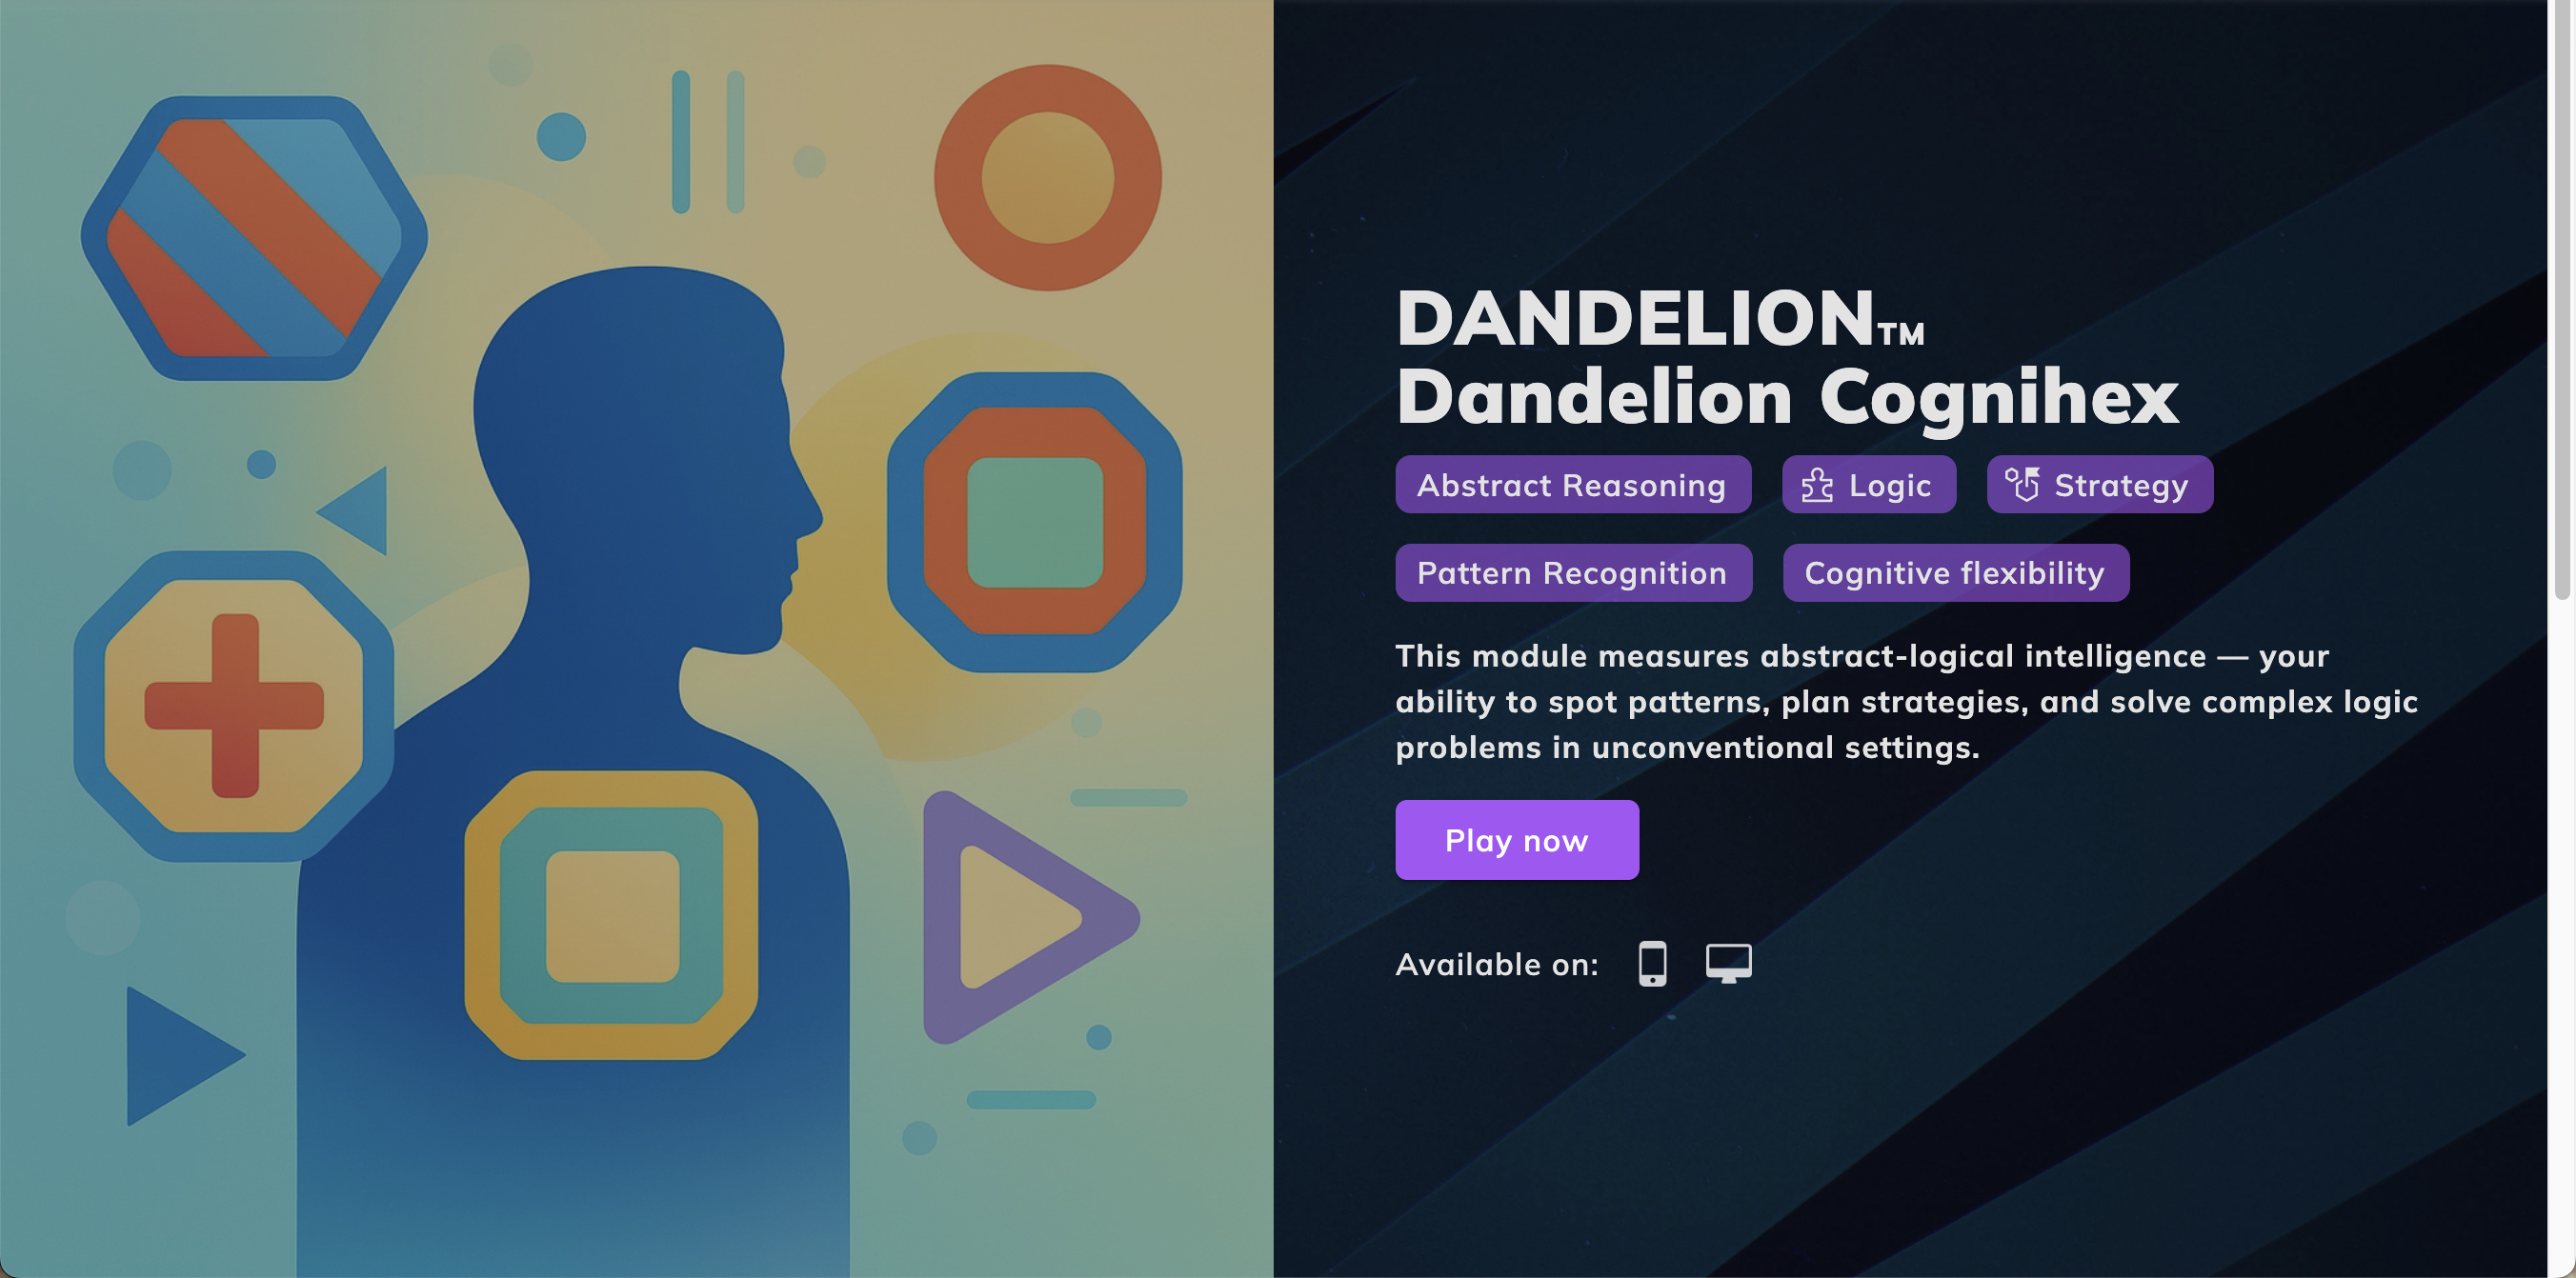 DANDELION™
Dandelion Cognihex
Abstract Reasoning
Logic
Strategy
Pattern Recognition
Cognitive flexibility
This module measures abstract-logical intelligence — your
ability to spot patterns, plan strategies, and solve complex logic
problems in unconventional settings.
Play now
Available on: